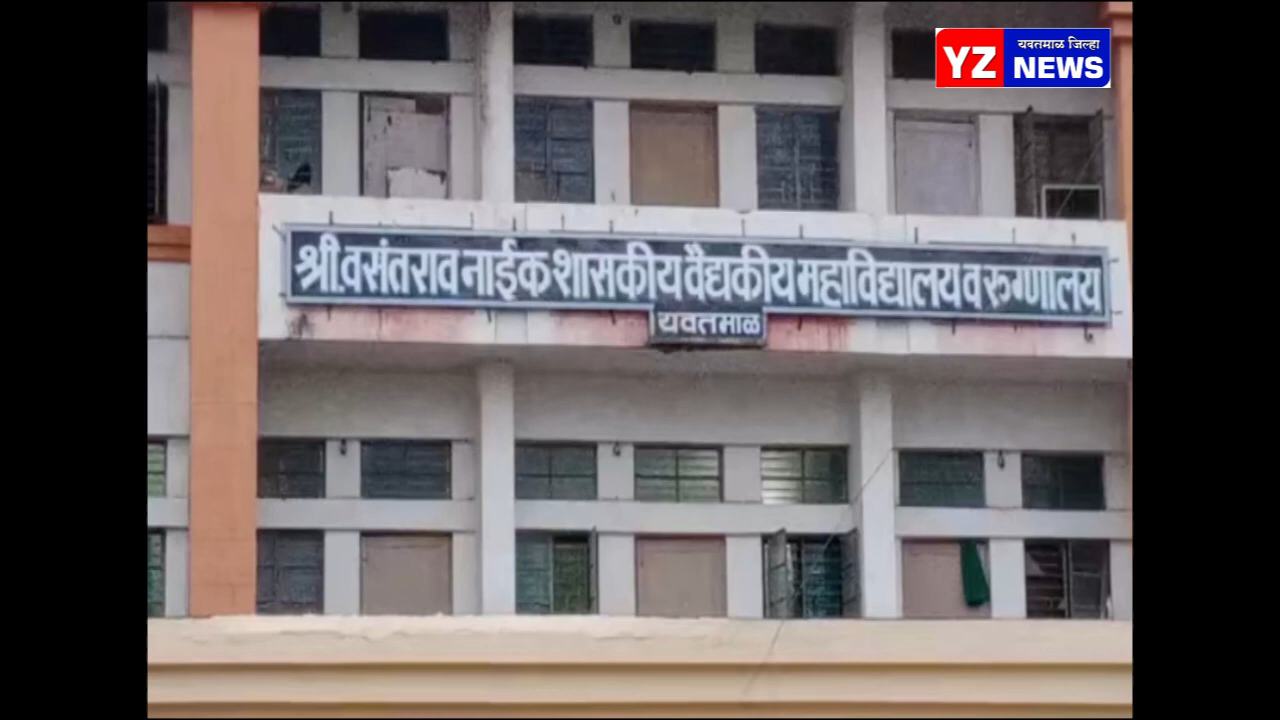 YZ
यवतमाळ जिल्हा
NEWS
श्री.वसंतराव नाईक शासकीय वैद्यकीय महाविद्यालय व रुग्णालय
यवतमाळ